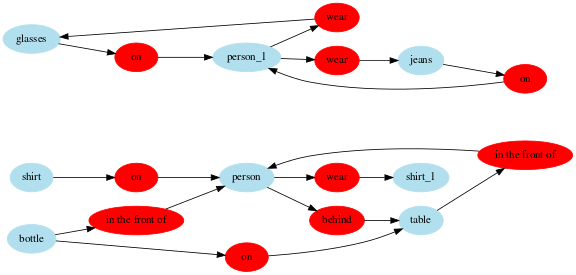 wear
glasses
on
person_1
wear
jeans
on
in the front of
shirt
on
person
wear
shirt_1
in the front of
behind
table
bottle
on